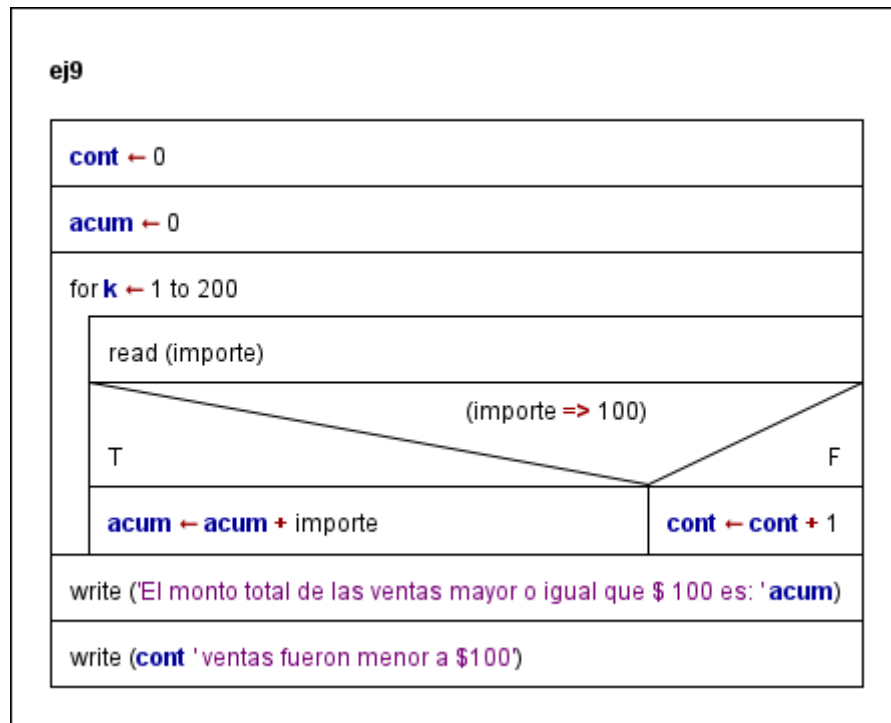 ej9
cont ← 0
acum ← 0
for k ← 1 to 200
read (importe)
(importe => 100)
T F
acum ← acum + importe cont ← cont + 1
write ('El monto total de las ventas mayor o igual que $ 100 es: ' acum)
write (cont ' ventas fueron menor a $100')